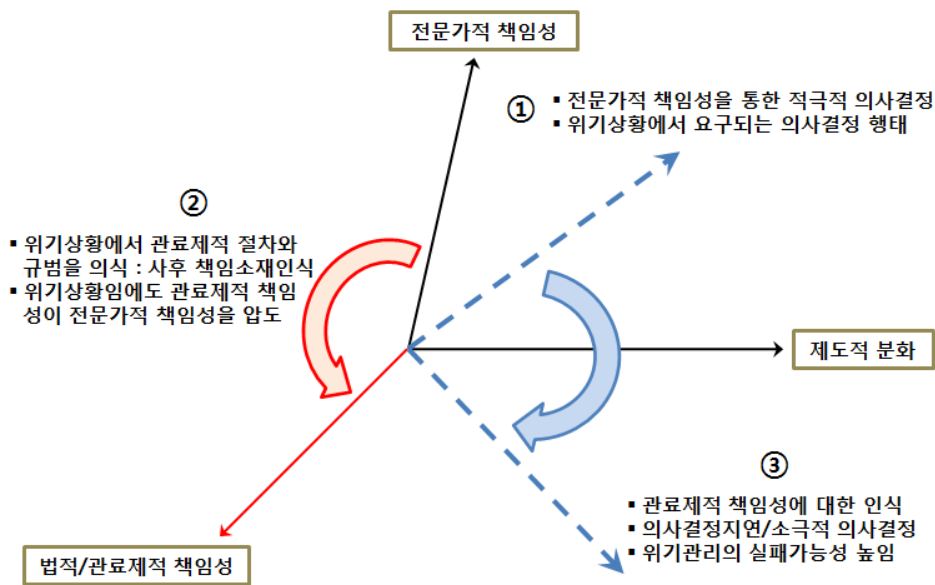 전문가적 책임성
①
▪ 전문가적 책임성을 통한 적극적 의사결정
▪ 위기상황에서 요구되는 의사결정 행태
②
▪ 위기상황에서 관료제적 절차와
규범을 의식 : 사후 책임소재인식
▪ 위기상황임에도 관료제적 책임
성이 전문가적 책임성을 압도
제도적 분화
③
▪ 관료제적 책임성에 대한 인식
▪ 의사결정지연/소극적 의사결정
▪ 위기관리의 실패가능성 높임
법적/관료제적 책임성